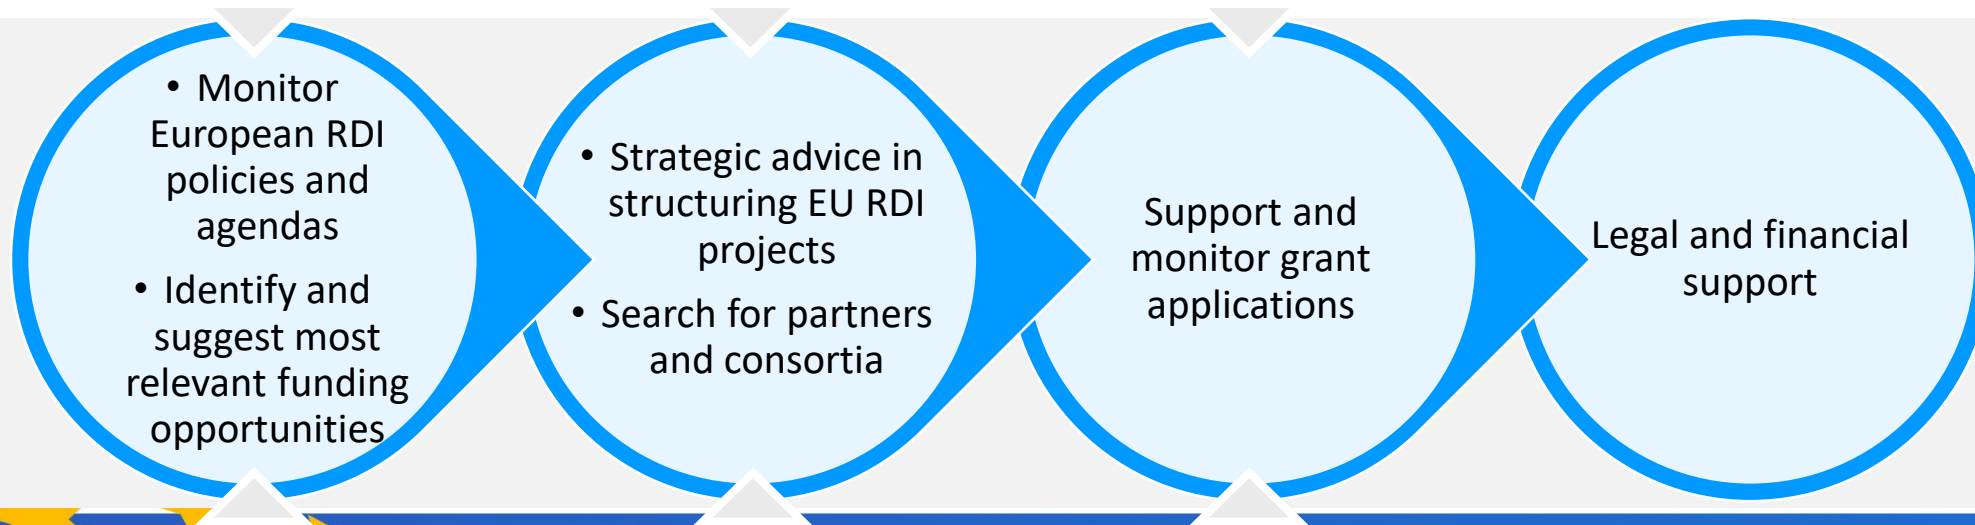 • Monitor
European RDI
policies and
agendas
• Identify and
suggest most
relevant funding
opportunities
• Strategic advice in
structuring EU RDI
projects
• Search for partners
and consortia
Support and
monitor grant
applications
Legal and financial
support